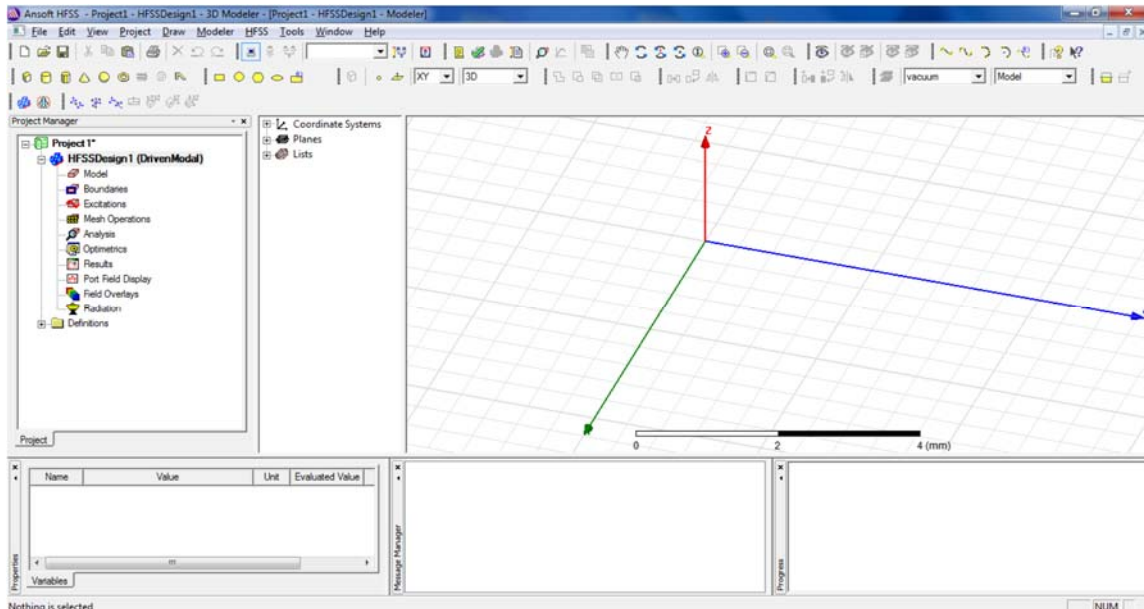 Ansoft HFSS - Project1 - HFSSDesign1 - 3D Modeler - [Project1 - HFSSDesign1 - Modeler]
File Edit View Project Draw Modeler HFSS Tools Window Help
XY 3D vacuum Model
Project Manager
Project1*
HFSSDesign1 (DrivenModal)
Model
Boundaries
Excitations
Mesh Operations
Analysis
Optimetrics
Results
Port Field Display
Field Overlays
Radiation
Definitions
Project
Coordinate Systems
Planes
Lists
Z
0 2 4 (mm)
Name Value Unit Evaluated Value
Variables
Properties
Message Manager
Progress
Nothing is selected
NUM